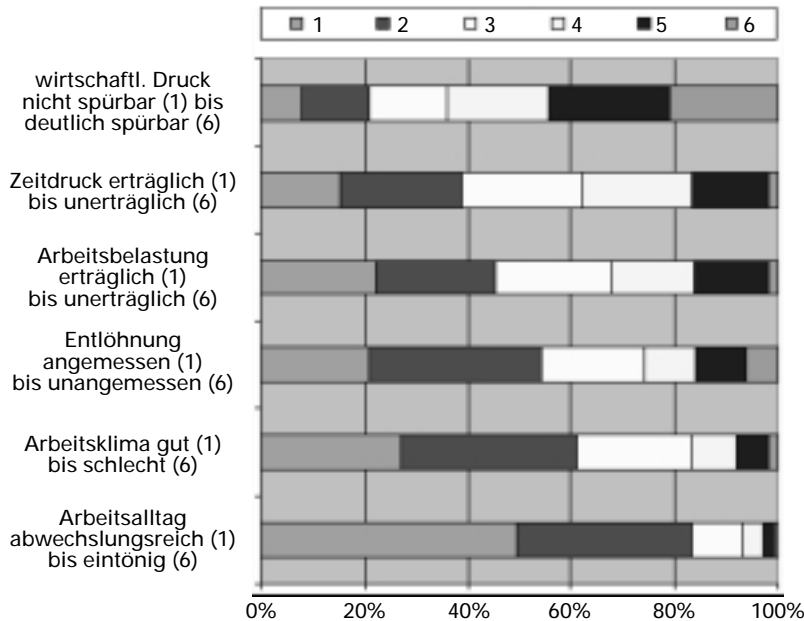 1 2 3 4 5 6
wirtschaftl. Druck
nicht spürbar (1) bis
deutlich spürbar (6)
Zeitdruck erträglich (1)
bis unerträglich (6)
Arbeitsbelastung
erträglich (1)
bis unerträglich (6)
Entlöhnung
angemessen (1)
bis unangemessen (6)
Arbeitsklima gut (1)
bis schlecht (6)
Arbeitsalltag
abwechslungsreich (1)
bis eintönig (6)
0% 20% 40% 60% 80% 100%